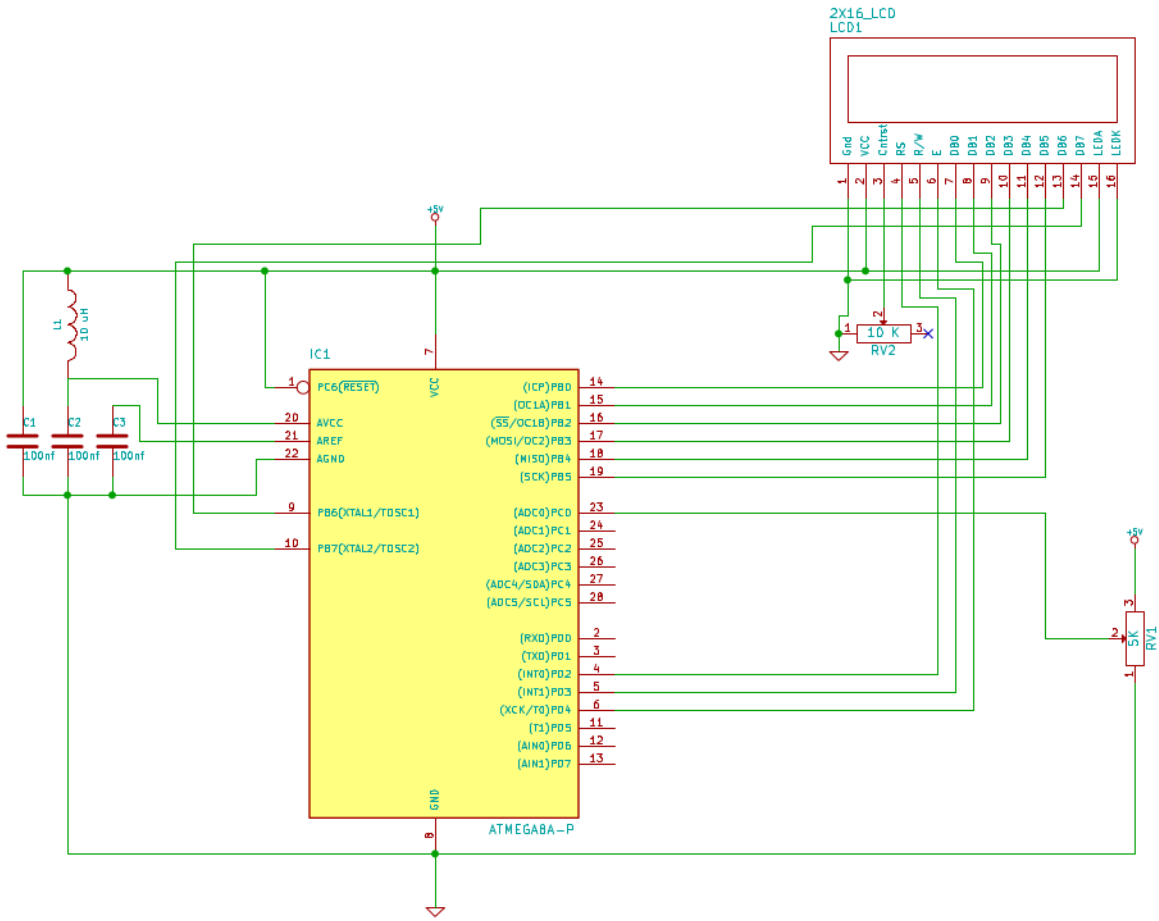 2X16_LCD
LCD1
Gnd
VCC
Cntrst
RS
R/W
E
DB0
DB1
DB2
DB3
DB4
DB5
DB6
DB7
LEDA
LEDK
1
2
3
4
5
6
7
8
9
10
11
12
13
14
15
16
+5V
L1
10 uH
2
1
10 K
3
RV2
IC1
7
VCC
1
PC6(RESET)
20
AVCC
21
AREF
22
AGND
9
PB6(XTAL1/TOSC1)
10
PB7(XTAL2/TOSC2)
C1
100nf
C2
100nf
C3
100nf
(ICP)PB0
14
(OC1A)PB1
15
(SS/OC1B)PB2
16
(MOSI/OC2)PB3
17
(MISO)PB4
18
(SCK)PB5
19
(ADC0)PC0
23
(ADC1)PC1
24
(ADC2)PC2
25
(ADC3)PC3
26
(ADC4/SDA)PC4
27
(ADC5/SCL)PC5
28
(RXD)PD0
2
(TXD)PD1
3
(INT0)PD2
4
(INT1)PD3
5
(XCK/T0)PD4
6
(T1)PD5
11
(AIN0)PD6
12
(AIN1)PD7
13
+5V
3
2
5K
RV1
1
GND
8
ATMEGA8A-P